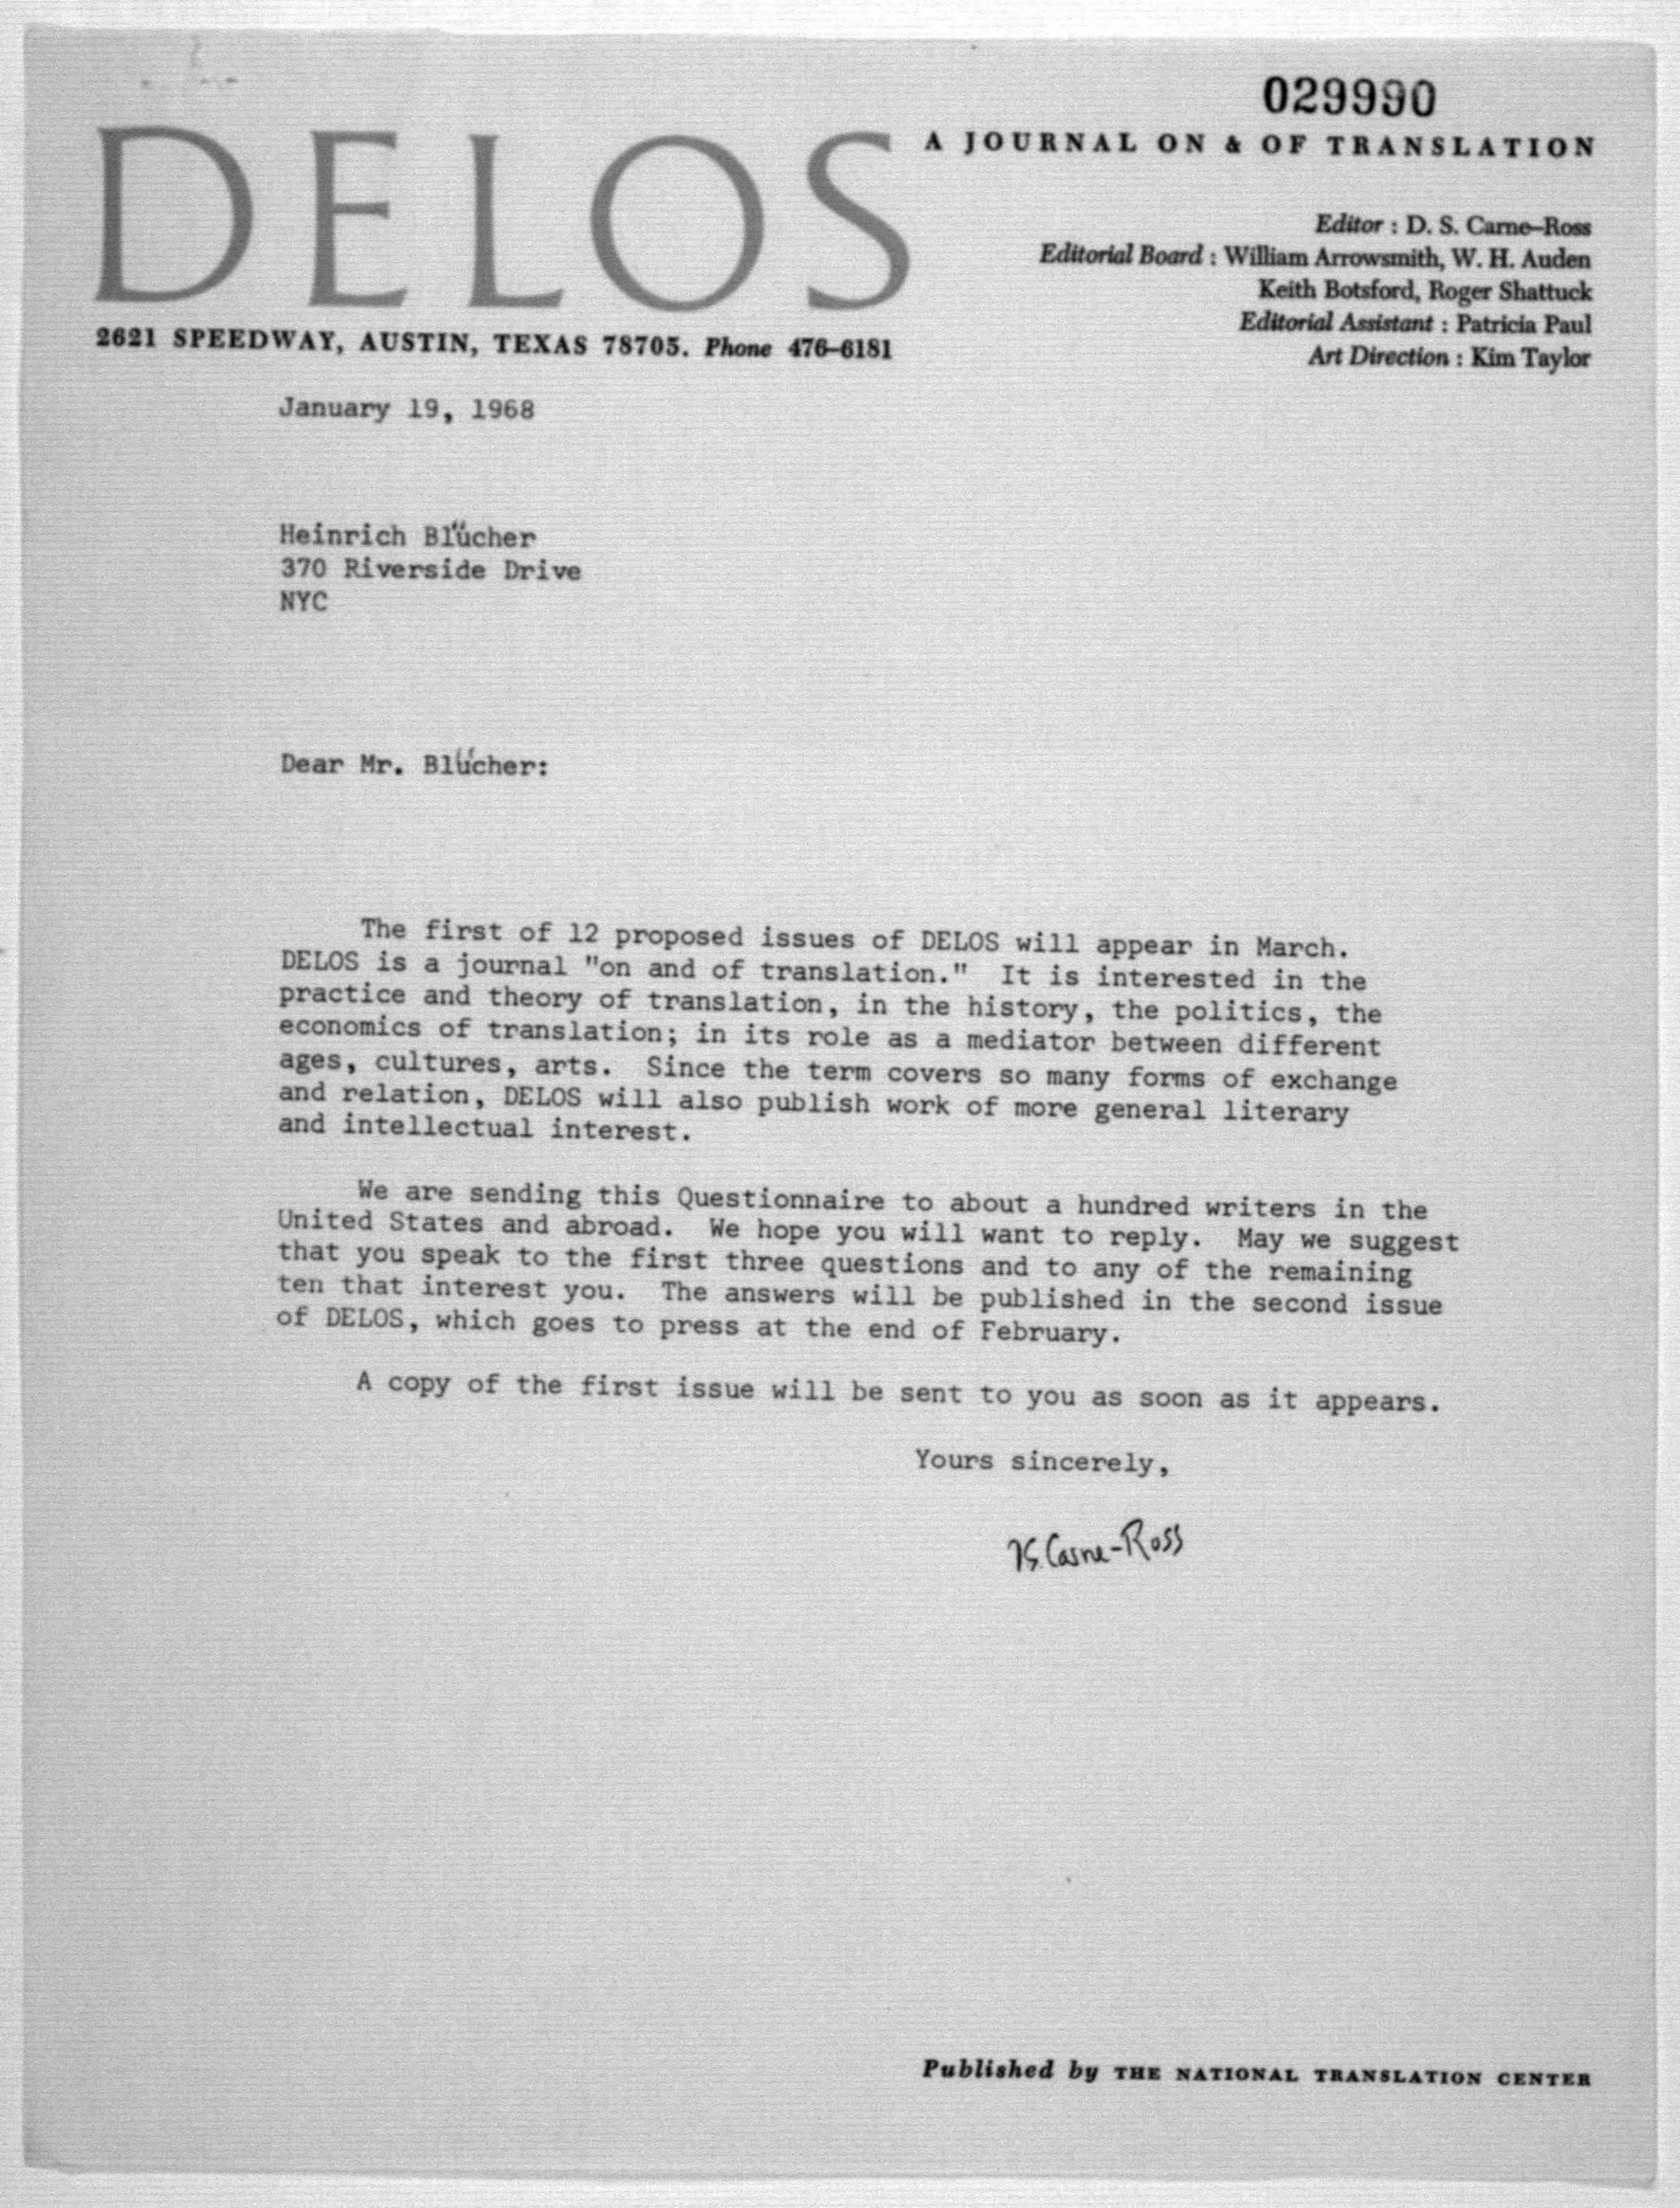 029990
DELOS
A JOURNAL ON & OF TRANSLATION
Editor : D. S. Carne-Ross
Editorial Board : William Arrowsmith, W. H. Auden
Keith Botsford, Roger Shattuck
Editorial Assistant : Patricia Paul
Art Direction : Kim Taylor
2621 SPEEDWAY, AUSTIN, TEXAS 78705. Phone 476-6181
January 19, 1968
Heinrich Blücher
370 Riverside Drive
NYC
Dear Mr. Blücher:
The first of 12 proposed issues of DELOS will appear in March.
DELOS is a journal "on and of translation." It is interested in the
practice and theory of translation, in the history, the politics, the
economics of translation; in its role as a mediator between different
ages, cultures, arts. Since the term covers so many forms of exchange
and relation, DELOS will also publish work of more general literary
and intellectual interest.
We are sending this Questionnaire to about a hundred writers in the
United States and abroad. We hope you will want to reply. May we suggest
that you speak to the first three questions and to any of the remaining
ten that interest you. The answers will be published in the second issue
of DELOS, which goes to press at the end of February.
A copy of the first issue will be sent to you as soon as it appears.
Yours sincerely,
D.S. Carne-Ross
Published by THE NATIONAL TRANSLATION CENTER